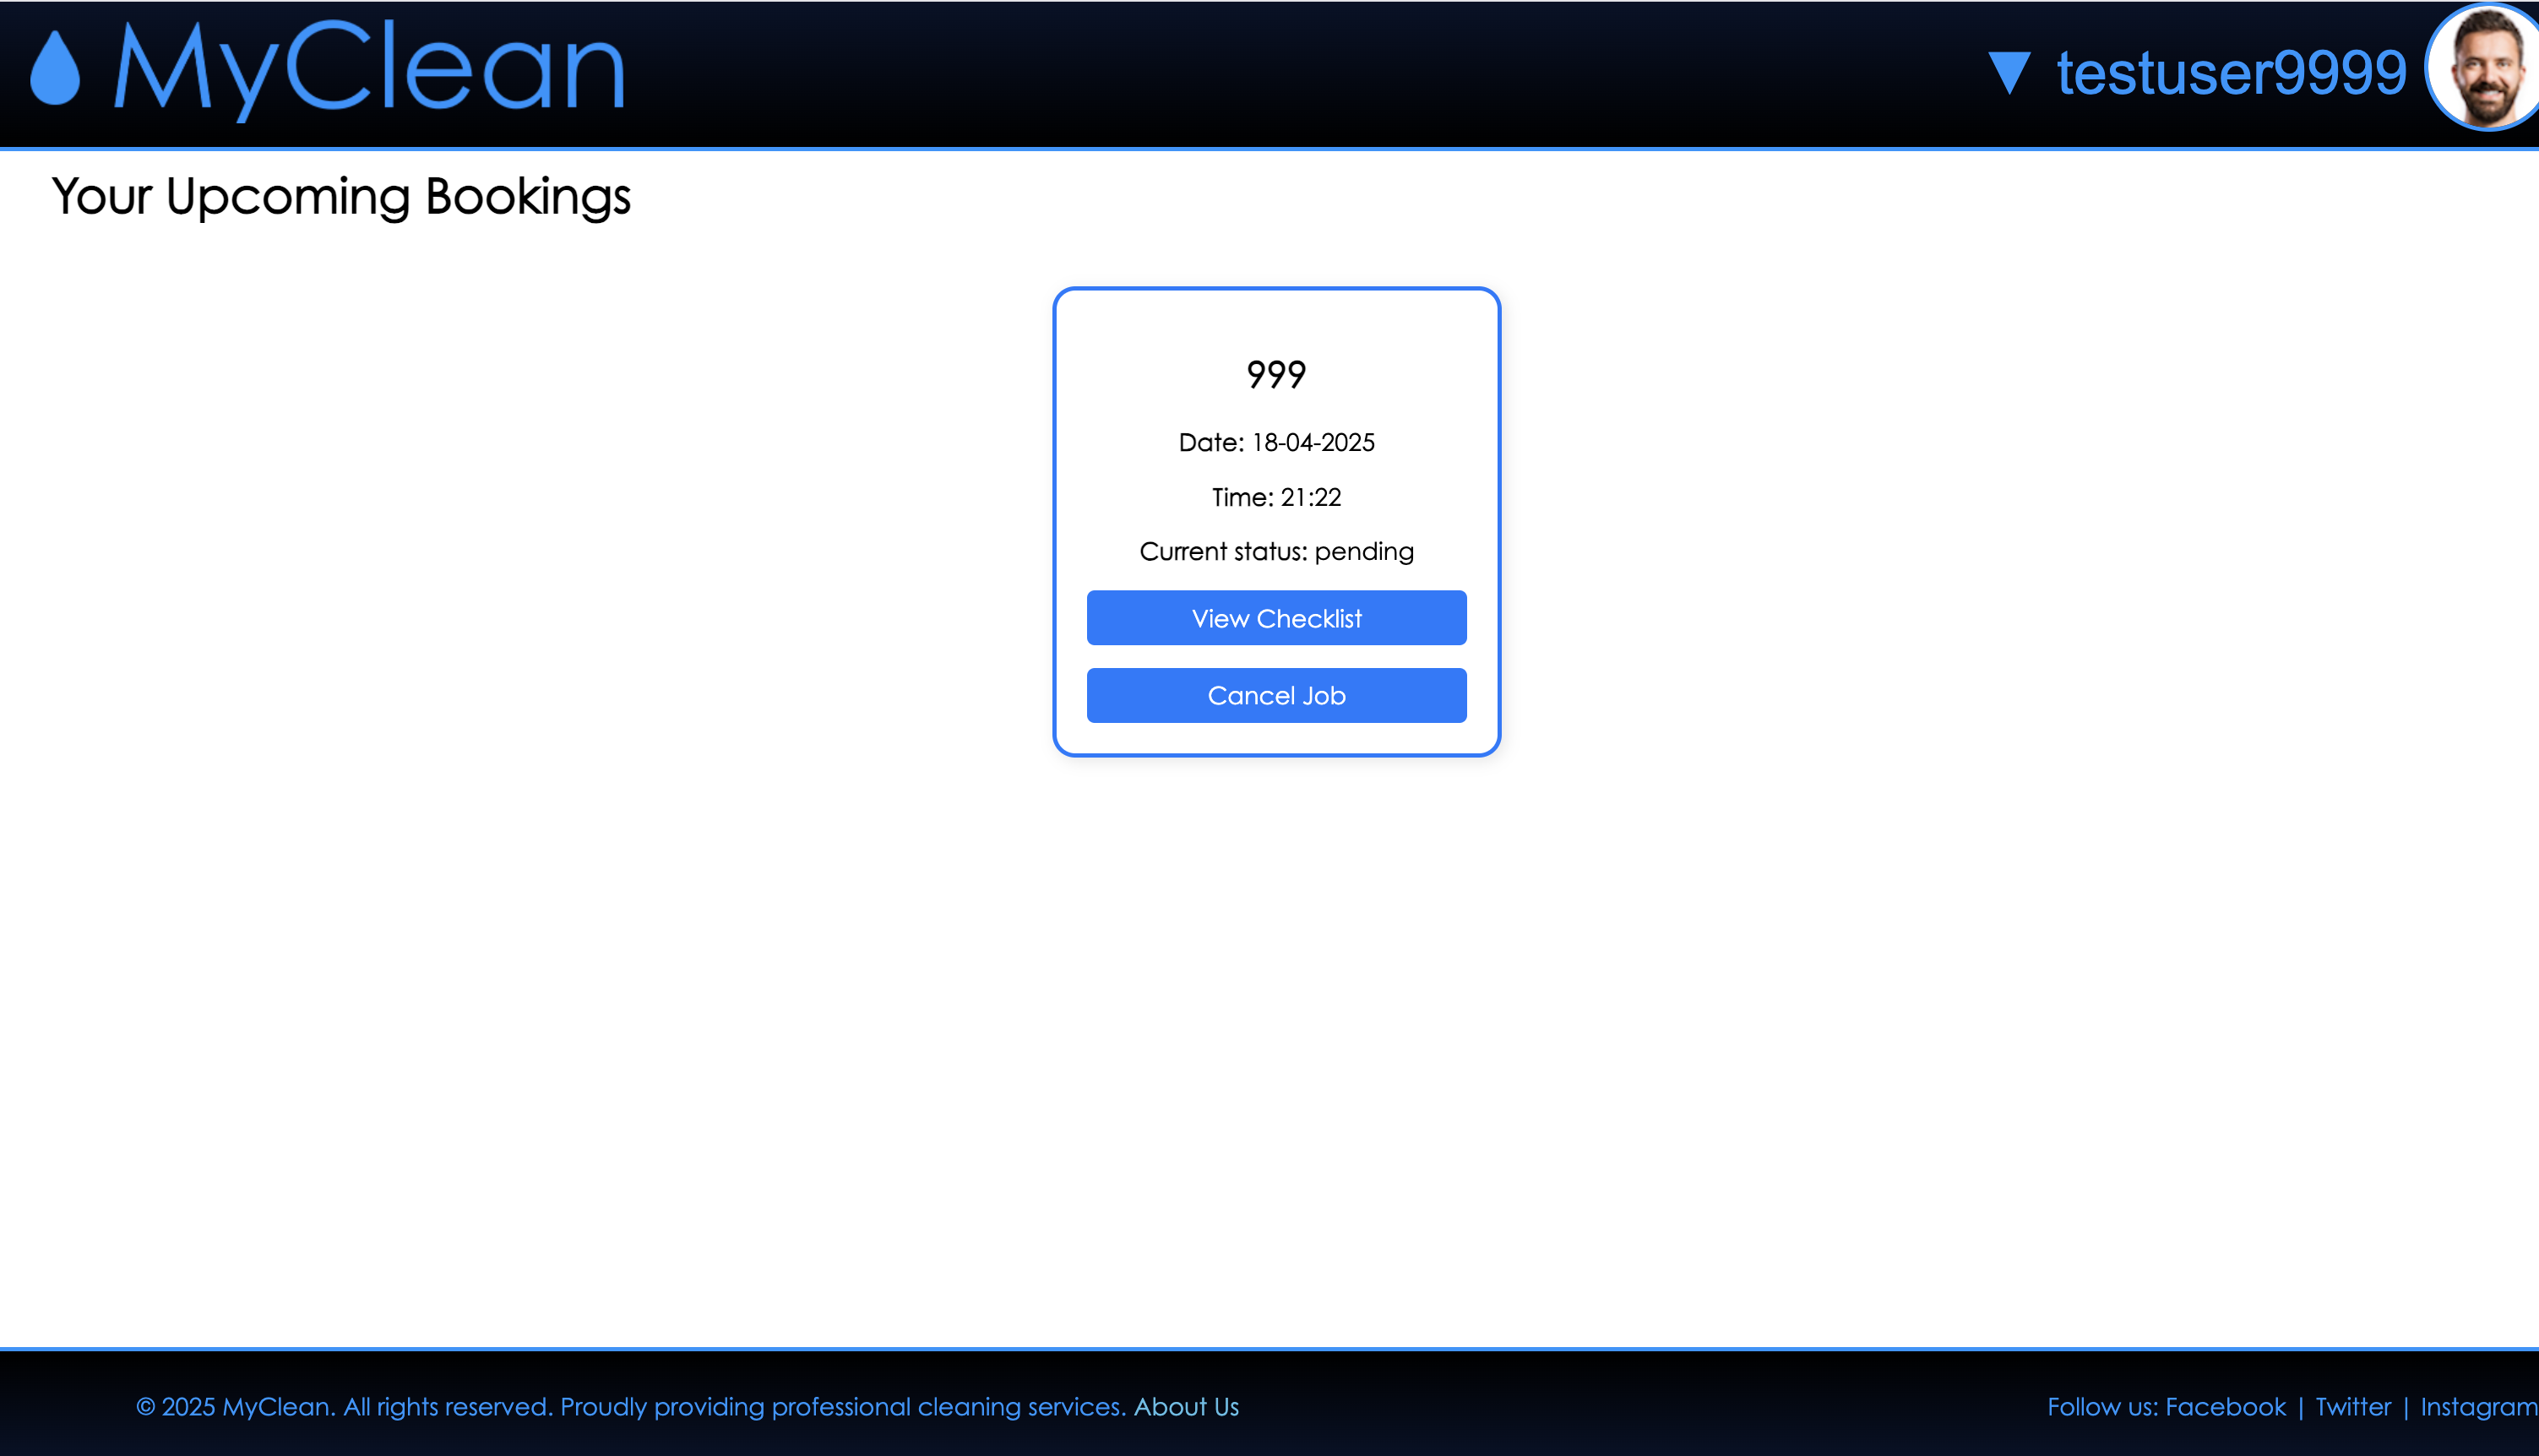 MyClean
▼ testuser9999
Your Upcoming Bookings
999
Date: 18-04-2025
Time: 21:22
Current status: pending
View Checklist
Cancel Job
© 2025 MyClean. All rights reserved. Proudly providing professional cleaning services. About Us
Follow us: Facebook | Twitter | Instagram